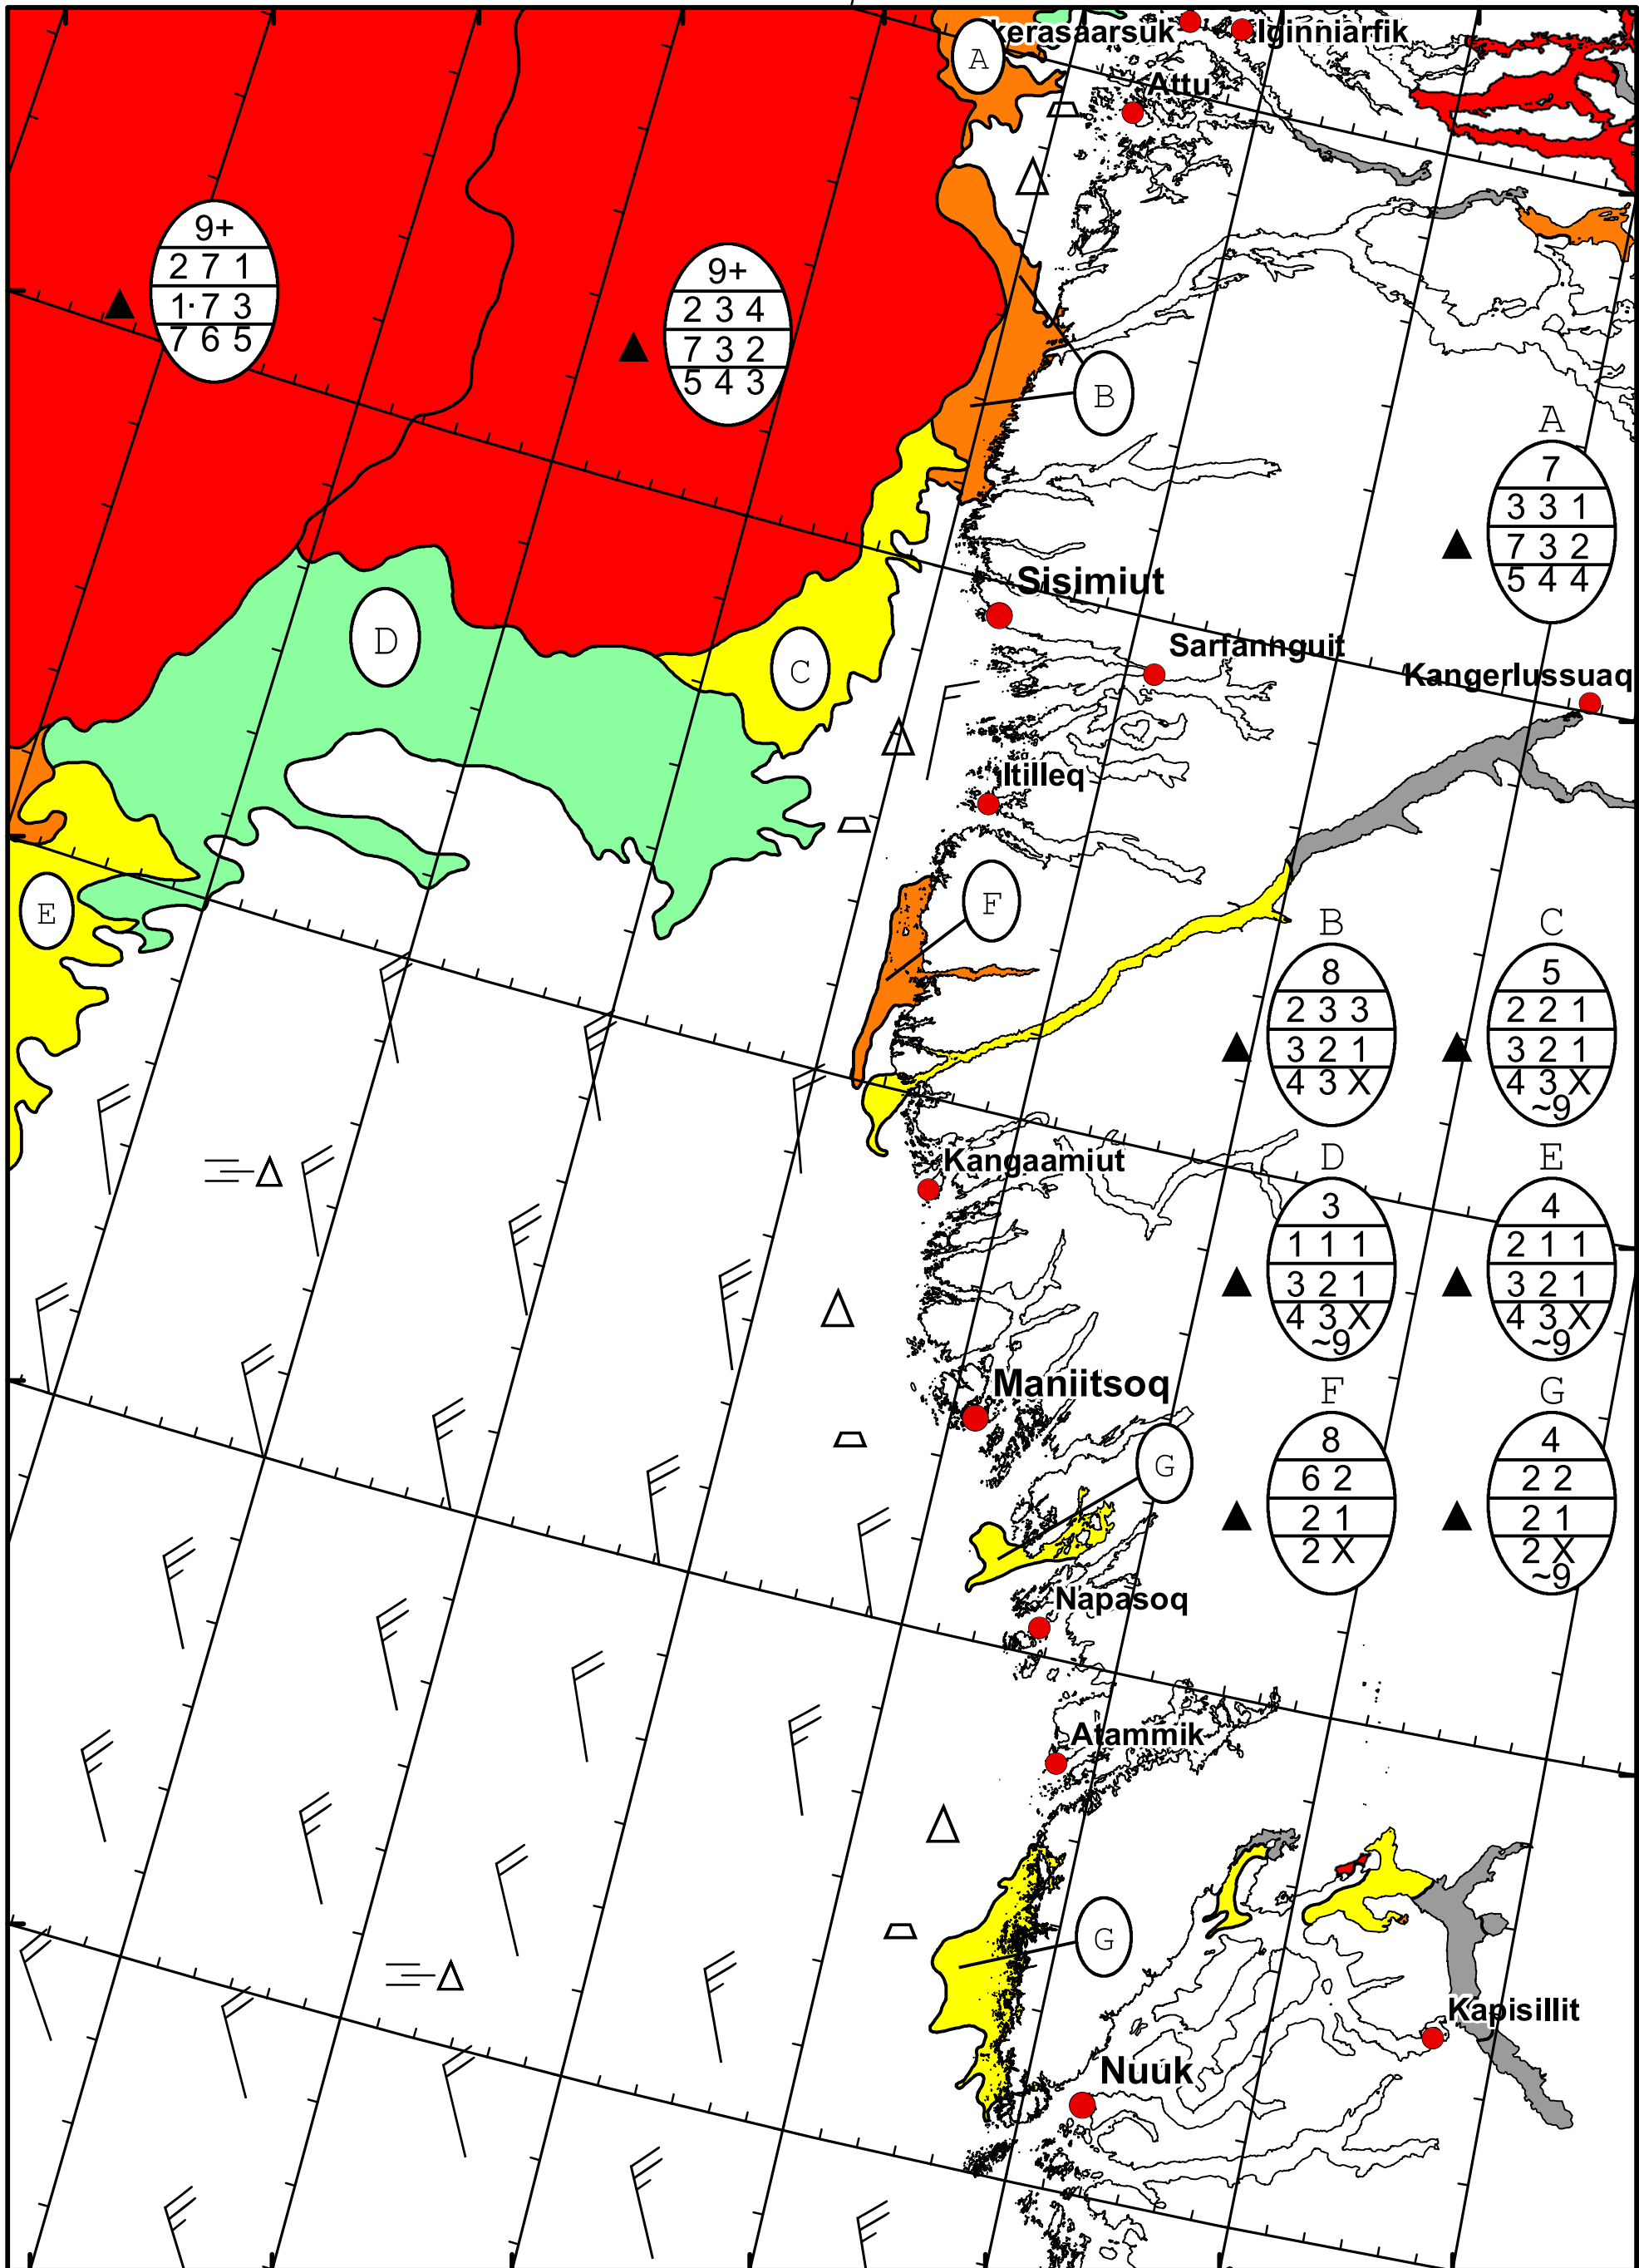 kerasaarsuk
Iginniarfik
A
Attu
9+
2 7 1
1· 7 3
7 6 5
9+
2 3 4
7 3 2
5 4 3
B
A
7
3 3 1
7 3 2
5 4 4
Sisimiut
D
C
Sarfannguit
Kangerlussuaq
Itilleq
E
F
B
8
2 3 3
3 2 1
4 3 X
C
5
2 2 1
3 2 1
4 3 X
~9
Kangaamiut
D
3
1 1 1
3 2 1
4 3 X
~9
E
4
2 1 1
3 2 1
4 3 X
~9
Maniitsoq
G
F
8
6 2
2 1
2 X
G
4
2 2
2 1
2 X
~9
Napasoq
Atammik
G
Kapisillit
Nuuk